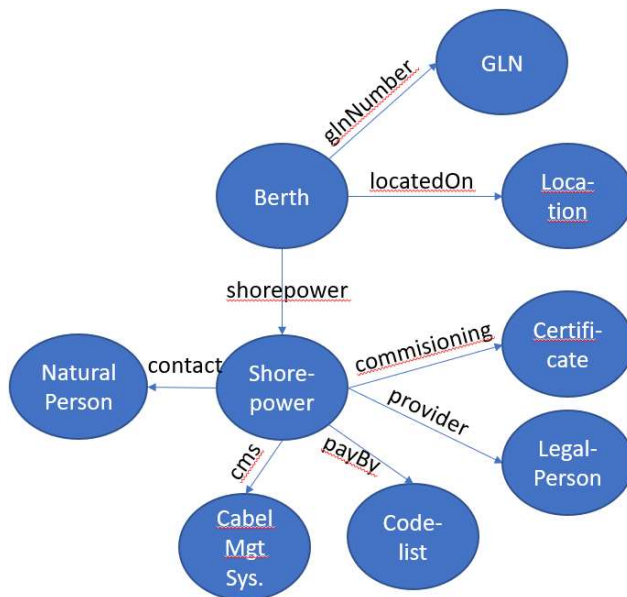 GLN
glnNumber
Berth
locatedOn
Loca-
tion
shorepower
commisioning
Certifi-
cate
contact
Natural
Person
Shore-
power
provider
Legal-
Person
cms
payBy
Cabel
Mgt
Sys.
Code-
list